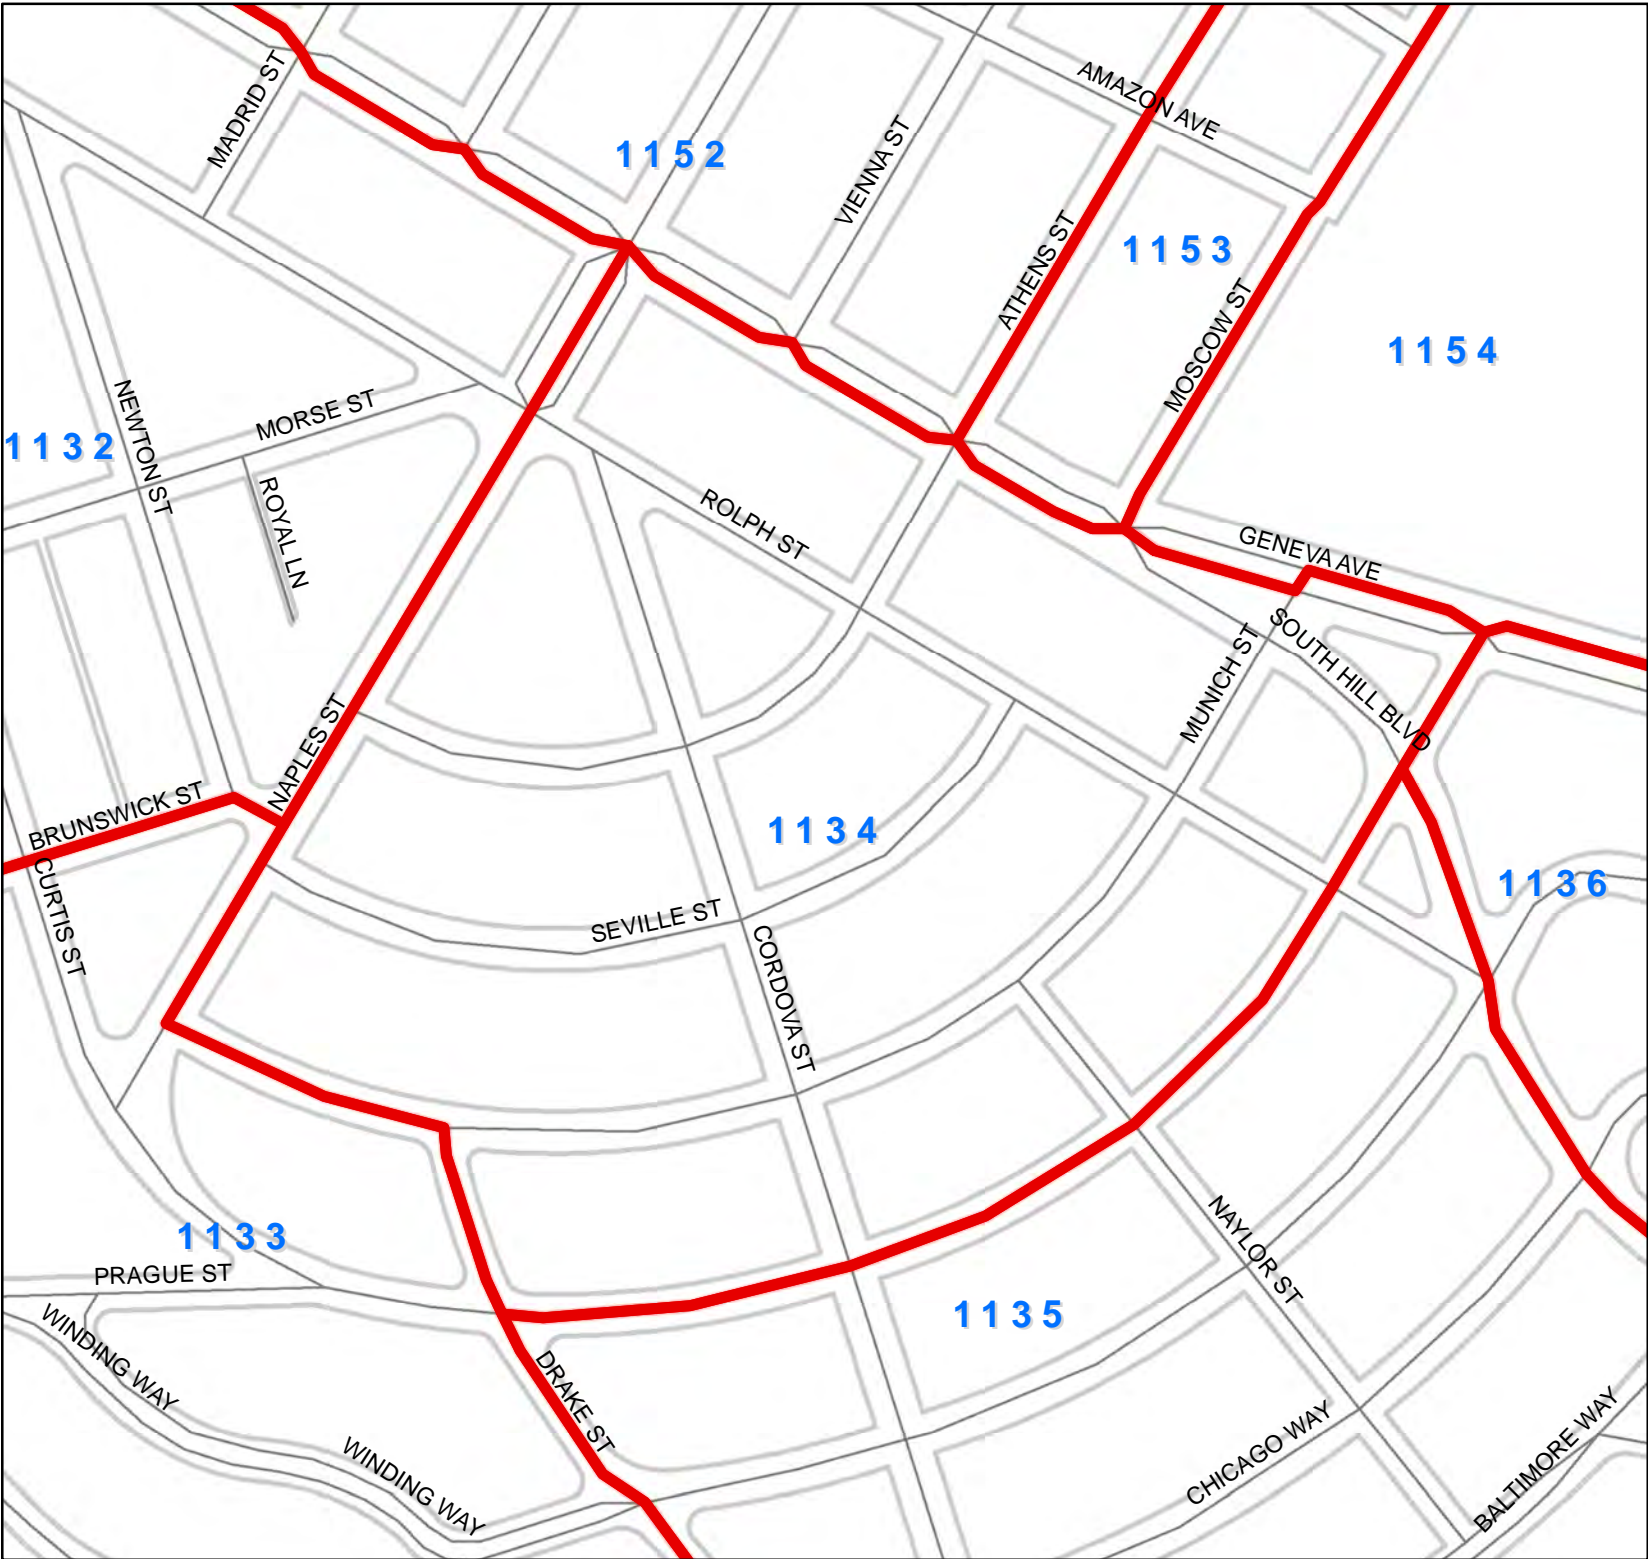 MADRID ST
AMAZON AVE
1152
VIENNA ST
ATHENS ST
1153
MOSCOW ST
1154
NEWTON ST
MORSE ST
1132
ROYAL LN
ROLPH ST
GENEVA AVE
SOUTH HILL BLVD
MUNICH ST
NAPLES ST
BRUNSWICK ST
1134
CURTIS ST
1136
SEVILLE ST
CORDOVA ST
1133
PRAGUE ST
NAYLOR ST
WINDING WAY
1135
DRAKE ST
WINDING WAY
CHICAGO WAY
BALTIMORE WAY